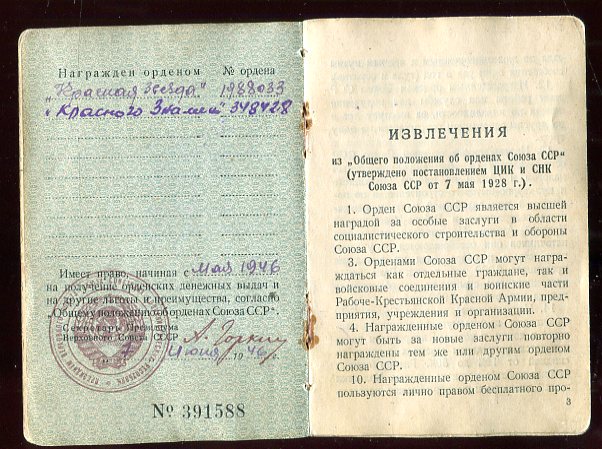 Награжден орденом № ордена
„Красная звезда" 1988033
„Красного Знамени" 348428
Имеет право, начиная с Мая 1946
на получение орденских денежных выдач и
на другие льготы и преимущества, согласно
„Общему положению об орденах Союза ССР".
Секретарь Президиума
Верховного Совета СССР А. Горкин
7 Июня 1946
№ 391588
ИЗВЛЕЧЕНИЯ
из „Общего положения об орденах Союза ССР"
(утверждено постановлением ЦИК и СНК
Союза ССР от 7 мая 1928 г.).
1. Орден Союза ССР является высшей
наградой за особые заслуги в области
социалистического строительства и обороны
Союза ССР.
3. Орденами Союза ССР могут награ-
ждаться как отдельные граждане, так и
войсковые соединения и воинские части
Рабоче-Крестьянской Красной Армии, пред-
приятия, учреждения и организации.
4. Награжденные орденом Союза ССР
могут быть за новые заслуги повторно
награждены тем же или другим орденом
Союза ССР.
10. Награжденные орденом Союза ССР
пользуются лично правом бесплатного про-
3